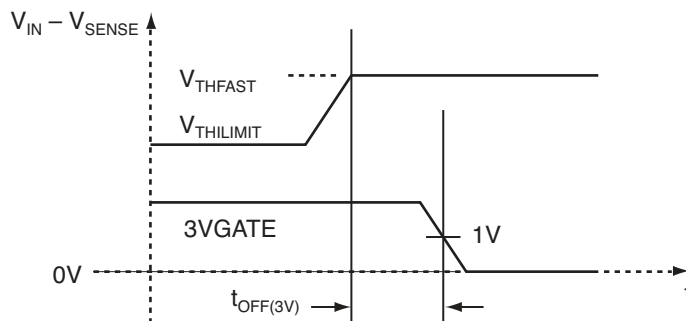 V_IN – V_SENSE
V_THFAST
V_THILIMIT
3VGATE
1V
0V
t_OFF(3V)